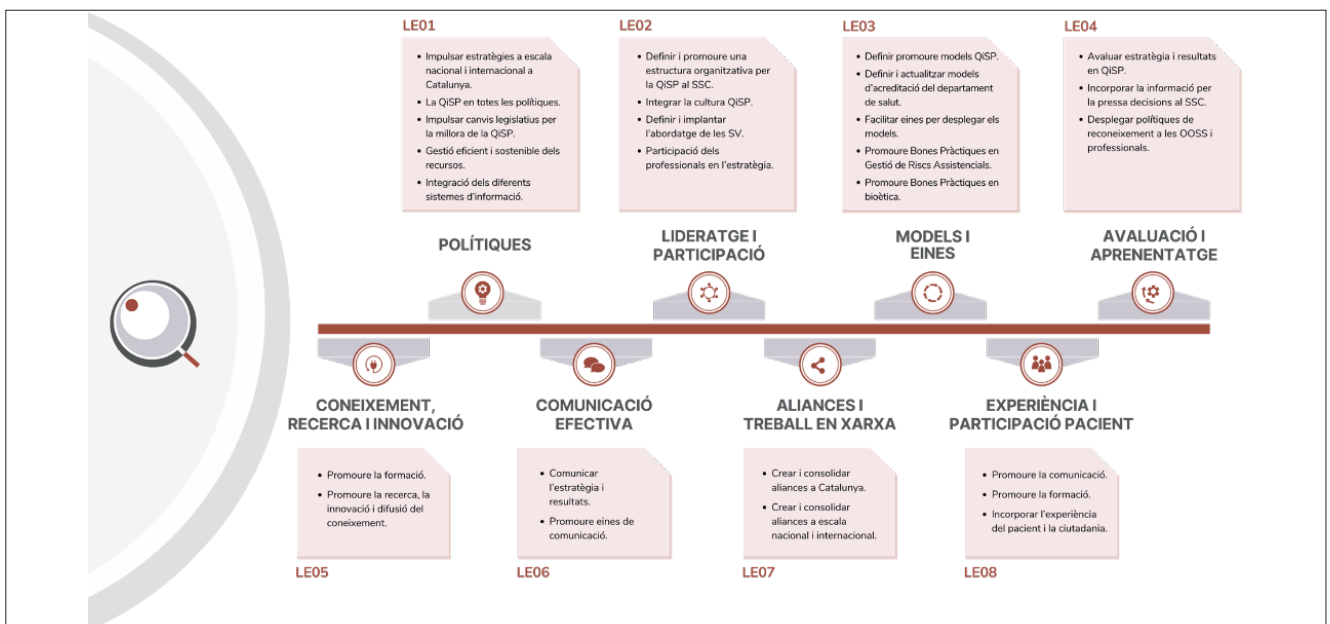 LE01
• Impulsar estratègies a escala
nacional i internacional a
Catalunya.
• La QiSP en totes les polítiques.
• Impulsar canvis legislatius per
la millora de la QiSP.
• Gestió eficient i sostenible dels
recursos.
• Integració dels diferents
sistemes d'informació.
POLÍTIQUES
LE02
• Definir i promoure una
estructura organitzativa per
la QiSP al SSC.
• Integrar la cultura QiSP.
• Definir i implantar
l'abordatge de les SV.
• Participació dels
professionals en l'estratègia.
LIDERATGE I
PARTICIPACIÓ
LE03
• Definir promoure models QiSP.
• Definir i actualitzar models
d'acreditació del departament
de salut.
• Facilitar eines per desplegar els
models.
• Promoure Bones Pràctiques en
Gestió de Riscs Assistencials.
• Promoure Bones Pràctiques en
bioètica.
MODELS I
EINES
LE04
• Avaluar estratègia i resultats
en QiSP.
• Incorporar la informació per
la pressa decisions al SSC.
• Desplegar polítiques de
reconeixement a les OOSS i
professionals.
AVALUACIÓ I
APRENENTATGE
CONEIXEMENT,
RECERCA I INNOVACIÓ
• Promoure la formació.
• Promoure la recerca, la
innovació i difusió del
coneixement.
LE05
COMUNICACIÓ
EFECTIVA
• Comunicar
l'estratègia i
resultats.
• Promoure eines de
comunicació.
LE06
ALIANCES I
TREBALL EN XARXA
• Crear i consolidar
aliances a Catalunya.
• Crear i consolidar
aliances a escala
nacional i internacional.
LE07
EXPERIÈNCIA I
PARTICIPACIÓ PACIENT
• Promoure la comunicació.
• Promoure la formació.
• Incorporar l'experiència
del pacient i la ciutadania.
LE08